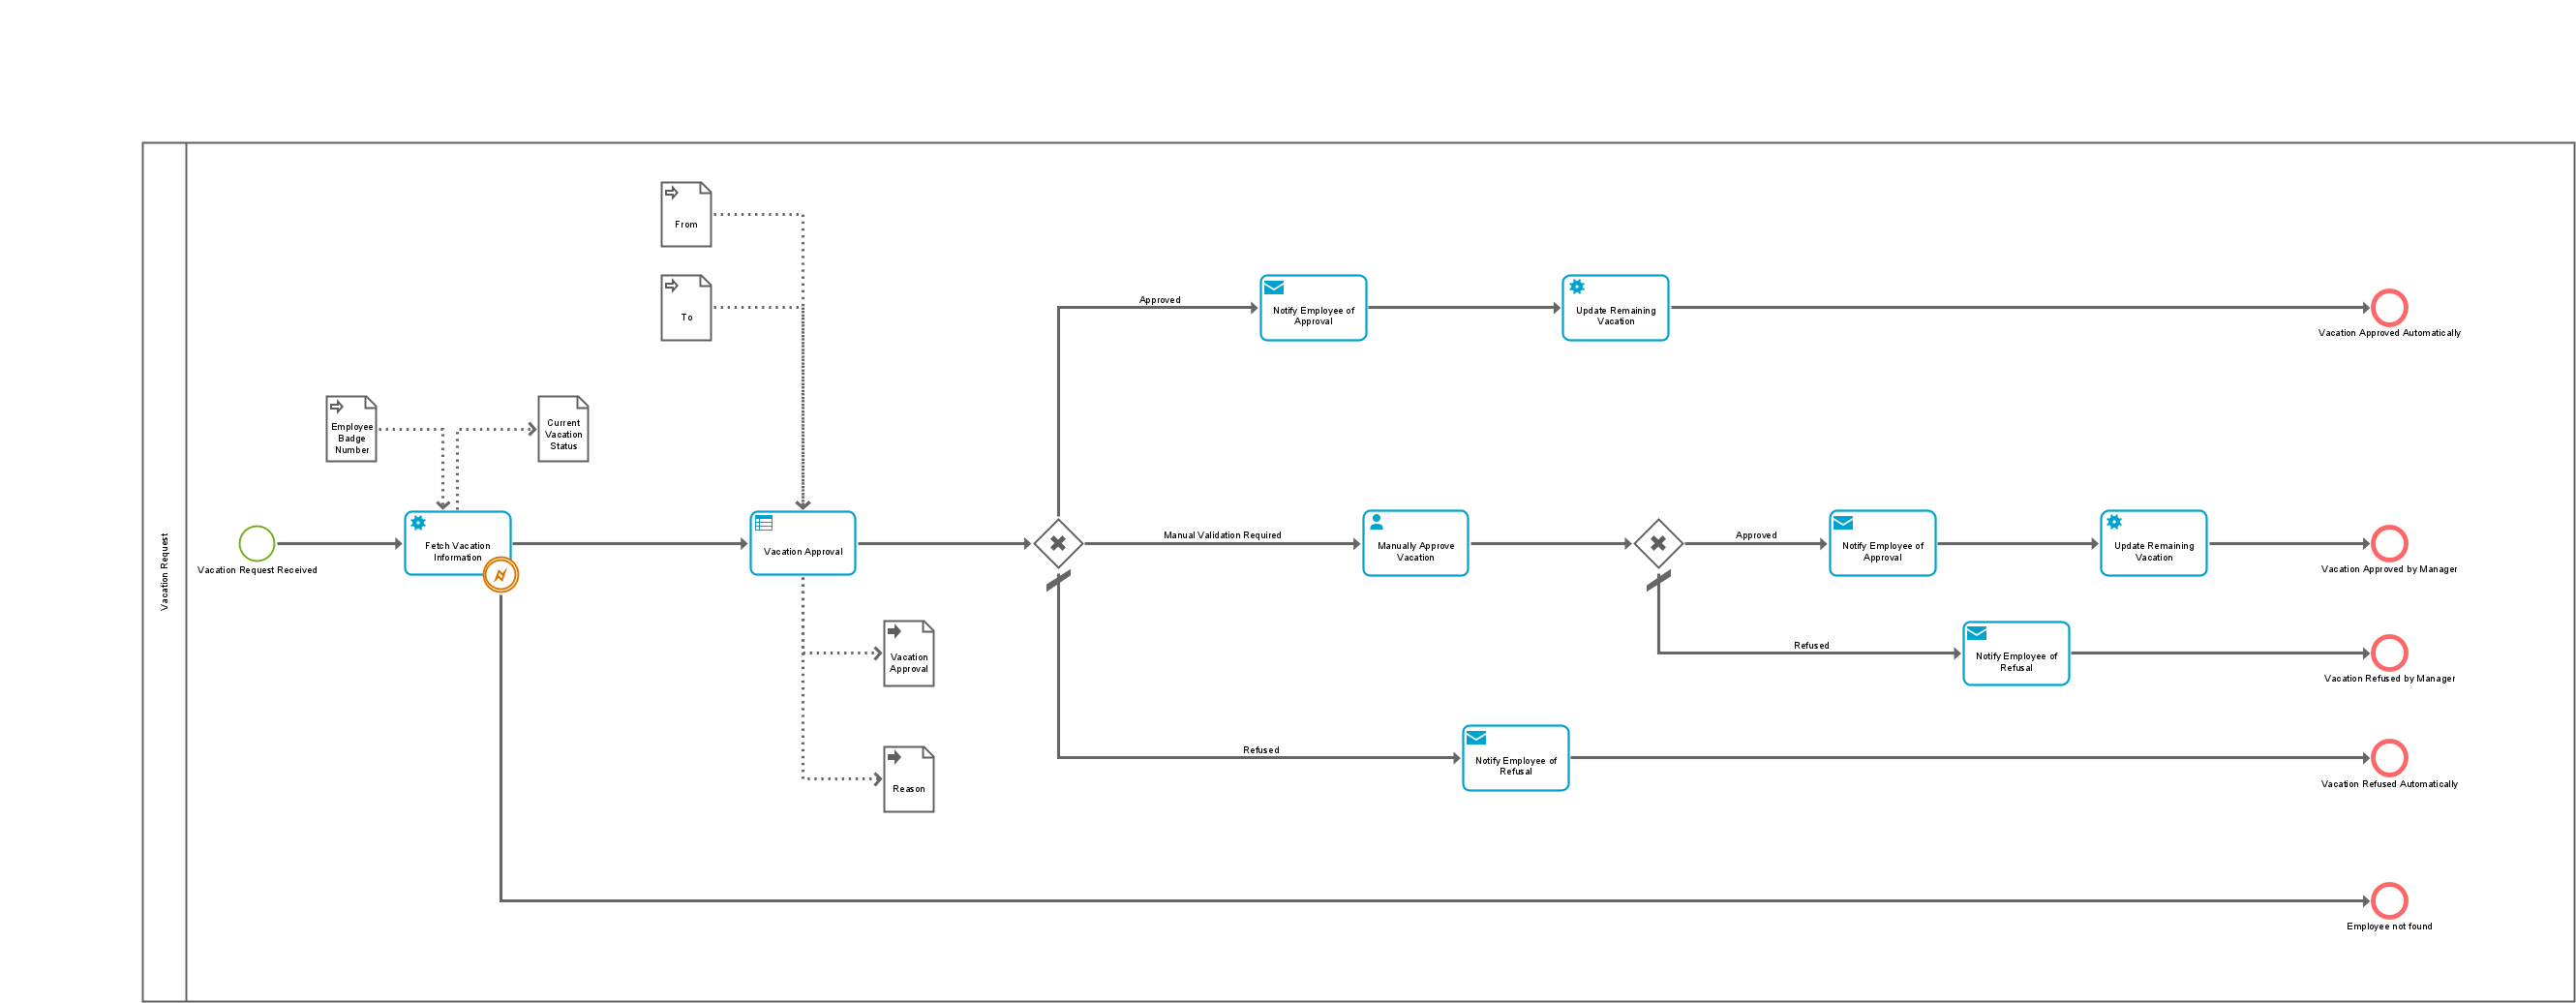 Vacation Request
From
To
Approved
Notify Employee of
Approval
Update Remaining
Vacation
Vacation Approved Automatically
Employee
Badge
Number
Current
Vacation
Status
Vacation Request Received
Fetch Vacation
Information
Vacation Approval
Manual Validation Required
Manually Approve
Vacation
Approved
Notify Employee of
Approval
Update Remaining
Vacation
Vacation Approved by Manager
Vacation
Approval
Refused
Notify Employee of
Refusal
Vacation Refused by Manager
Reason
Refused
Notify Employee of
Refusal
Vacation Refused Automatically
Employee not found